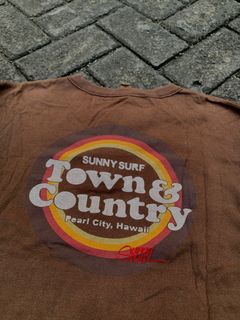 SUNNY SURF
Town &
Country
Pearl City, Hawaii